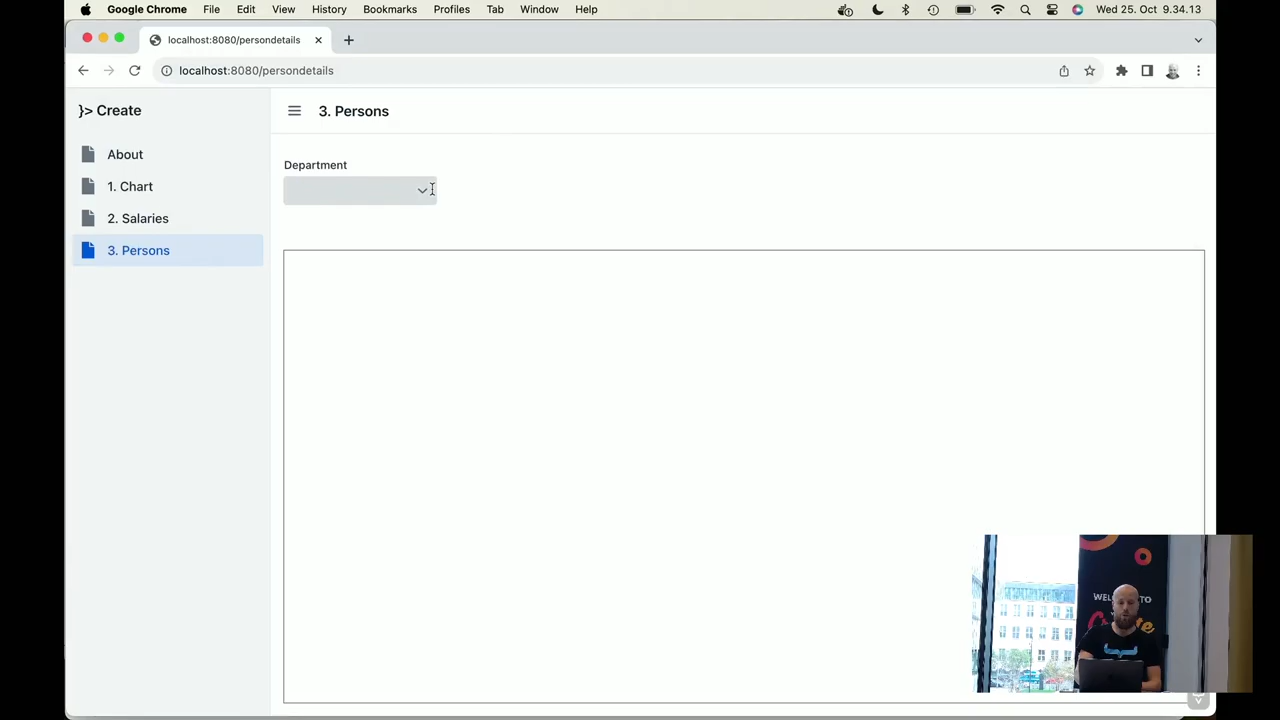 Google Chrome File Edit View History Bookmarks Profiles Tab Window Help Wed 25. Oct 9.34.13
localhost:8080/persondetails
localhost:8080/persondetails
}> Create
3. Persons
About
1. Chart
2. Salaries
3. Persons
Department